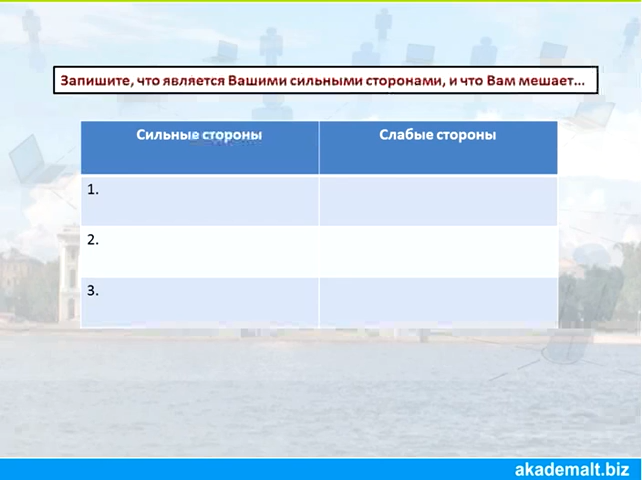 Запишите, что является Вашими сильными сторонами, и что Вам мешает...
Сильные стороны Слабые стороны
1.
2.
3.
akademalt.biz